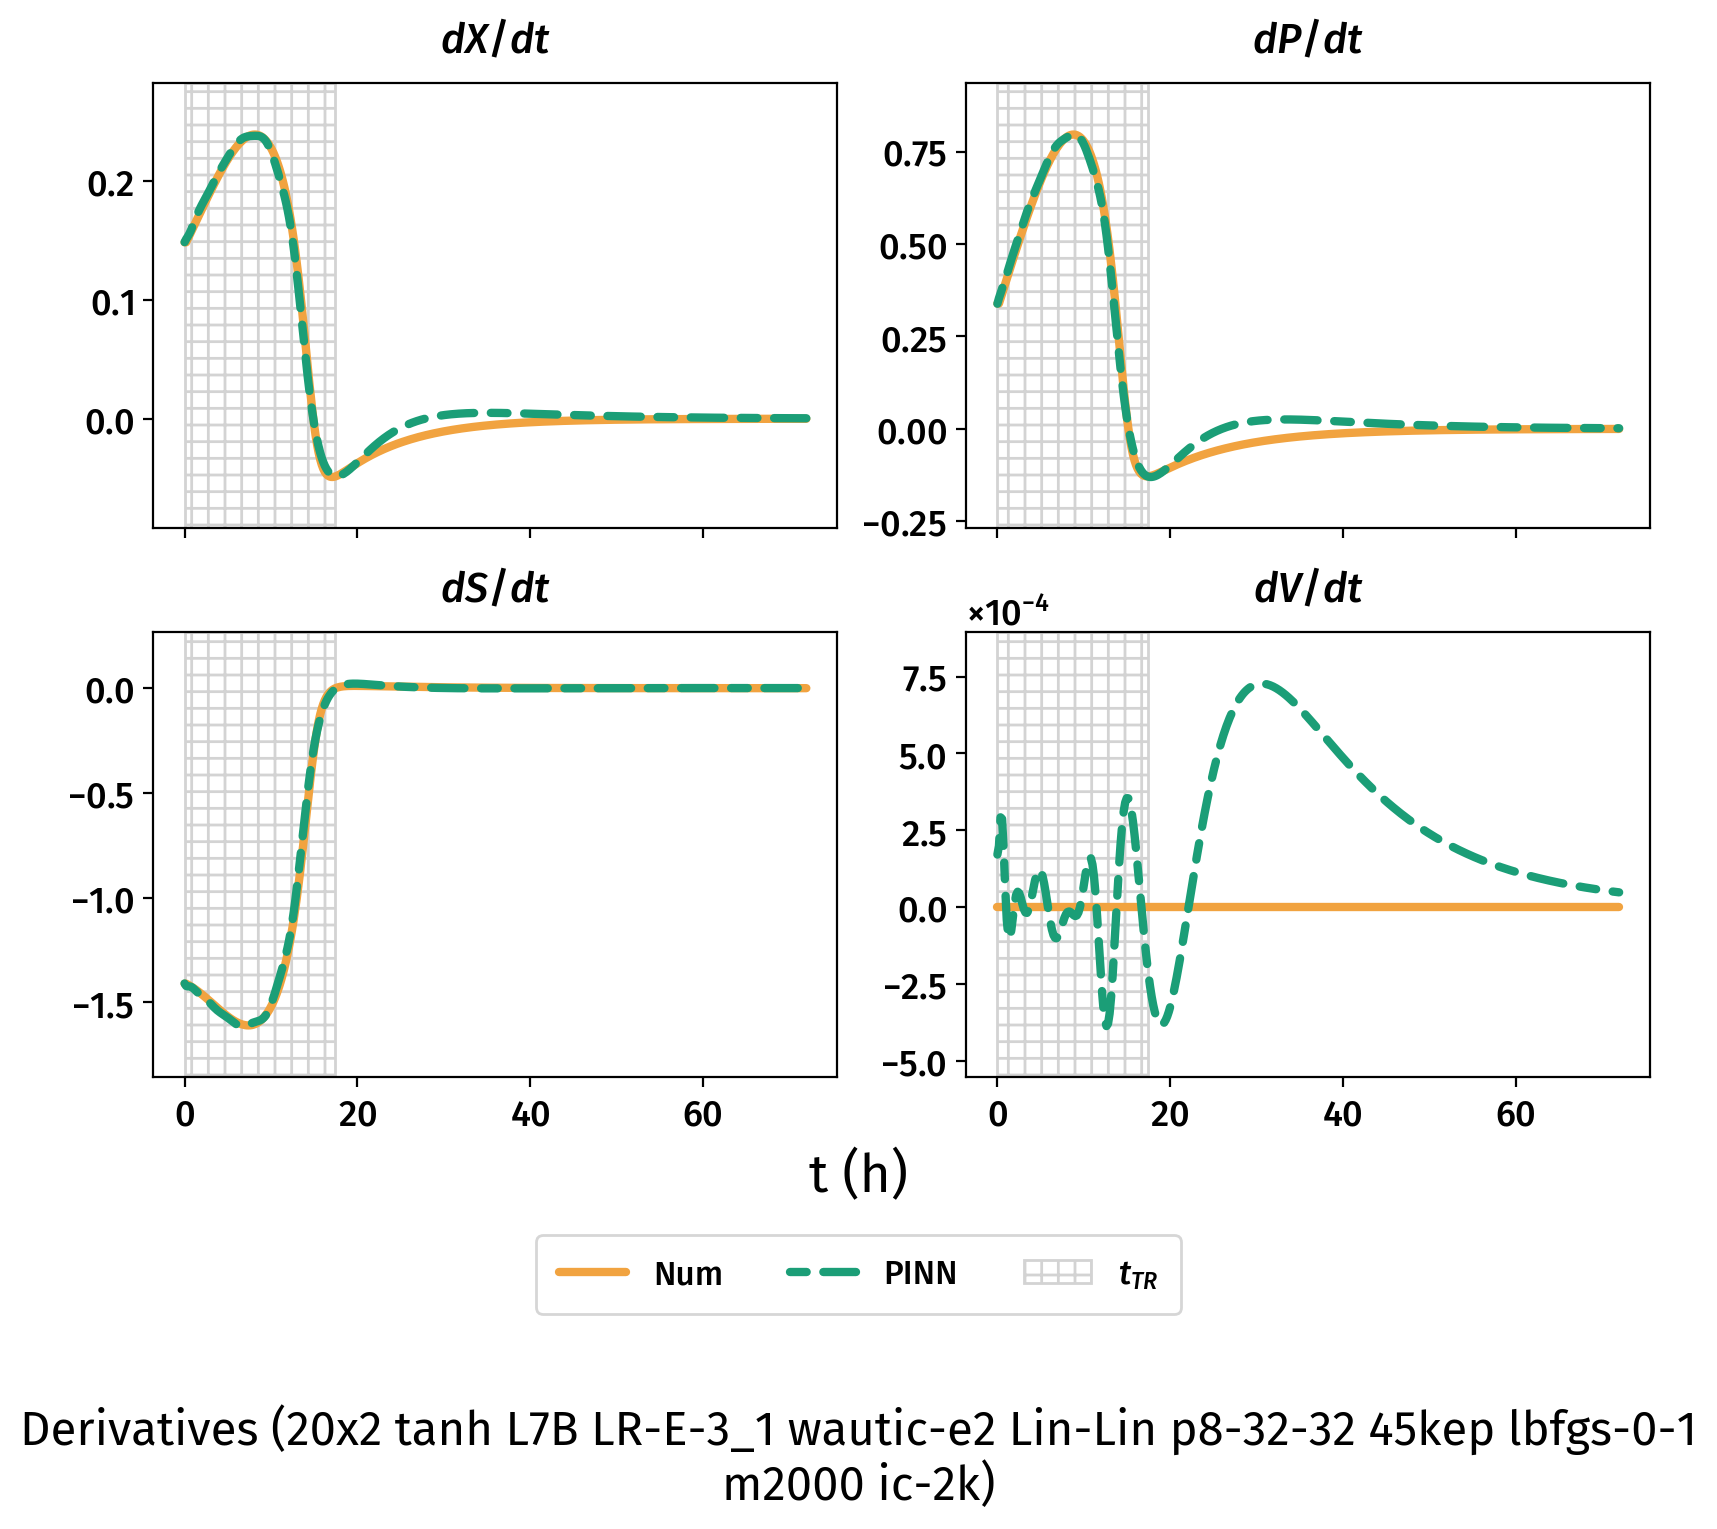 dX/dt
dP/dt
0.2
0.1
0.0
0.75
0.50
0.25
0.00
−0.25
dS/dt
dV/dt
×10⁻⁴
0.0
−0.5
−1.0
−1.5
7.5
5.0
2.5
0.0
−2.5
−5.0
0 20 40 60
0 20 40 60
t (h)
Num PINN t_TR
Derivatives (20x2 tanh L7B LR-E-3_1 wautic-e2 Lin-Lin p8-32-32 45kep lbfgs-0-1
m2000 ic-2k)